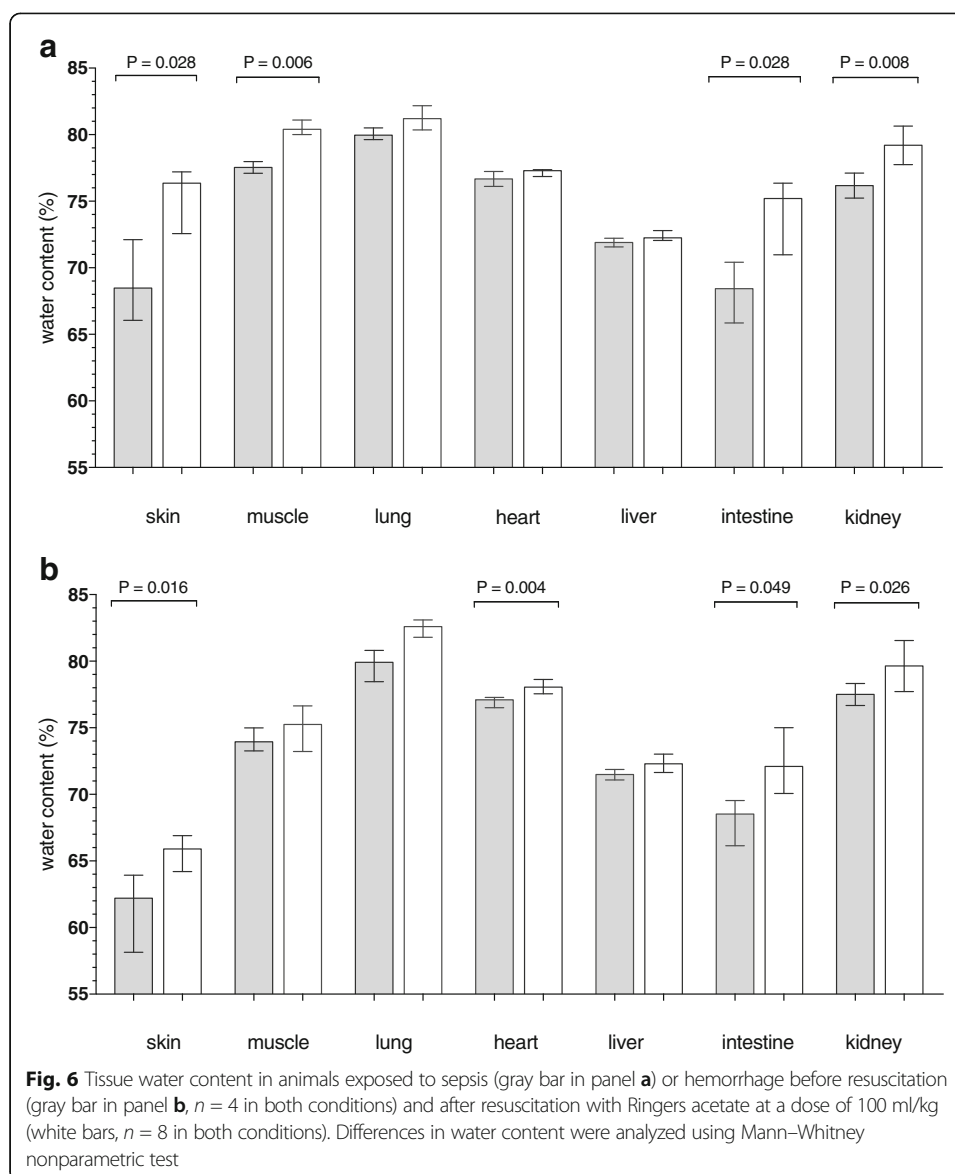 a
P = 0.028 P = 0.006 P = 0.028 P = 0.008
85
80
75
70
65
60
55
water content (%)
skin muscle lung heart liver intestine kidney
b
P = 0.016 P = 0.004 P = 0.049 P = 0.026
85
80
75
70
65
60
55
water content (%)
skin muscle lung heart liver intestine kidney
Fig. 6 Tissue water content in animals exposed to sepsis (gray bar in panel a) or hemorrhage before resuscitation
(gray bar in panel b, n = 4 in both conditions) and after resuscitation with Ringers acetate at a dose of 100 ml/kg
(white bars, n = 8 in both conditions). Differences in water content were analyzed using Mann–Whitney
nonparametric test